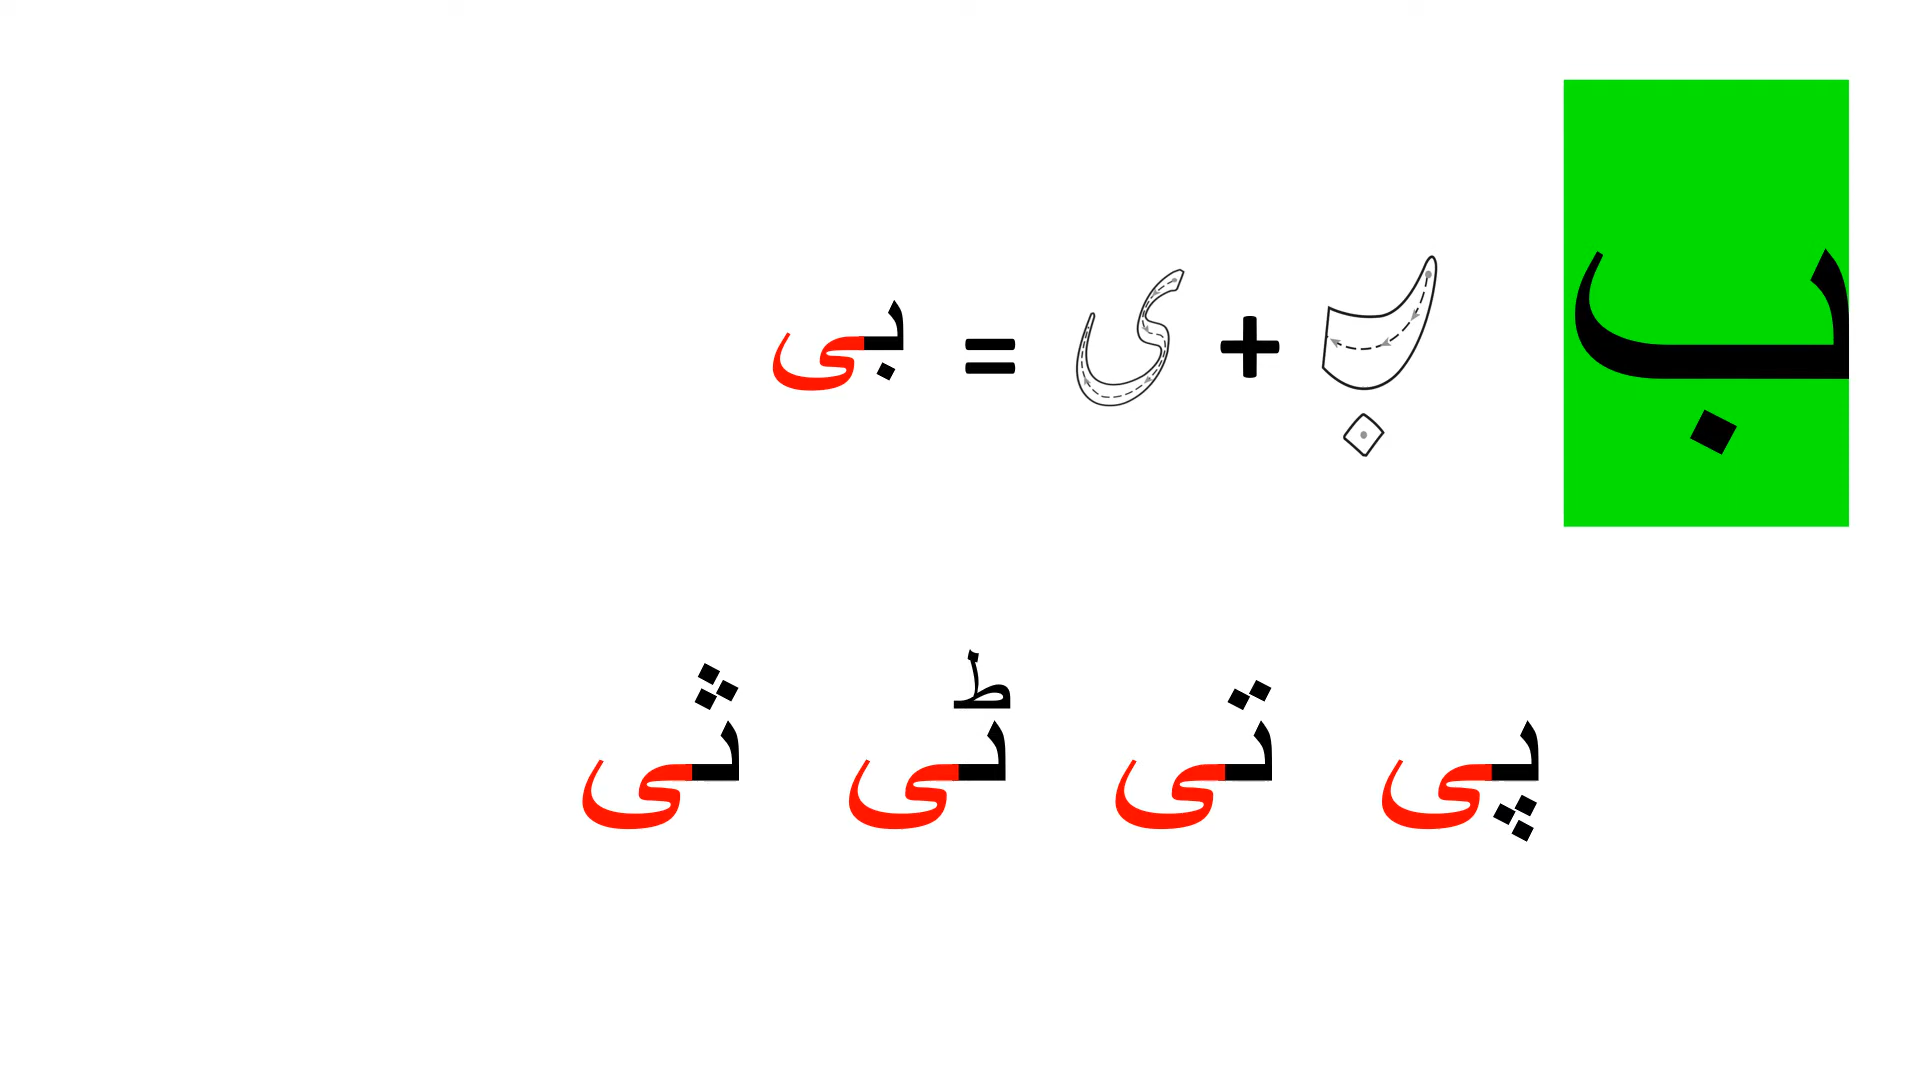 ب
ب + ی = بی
پی تی ٹی ثی